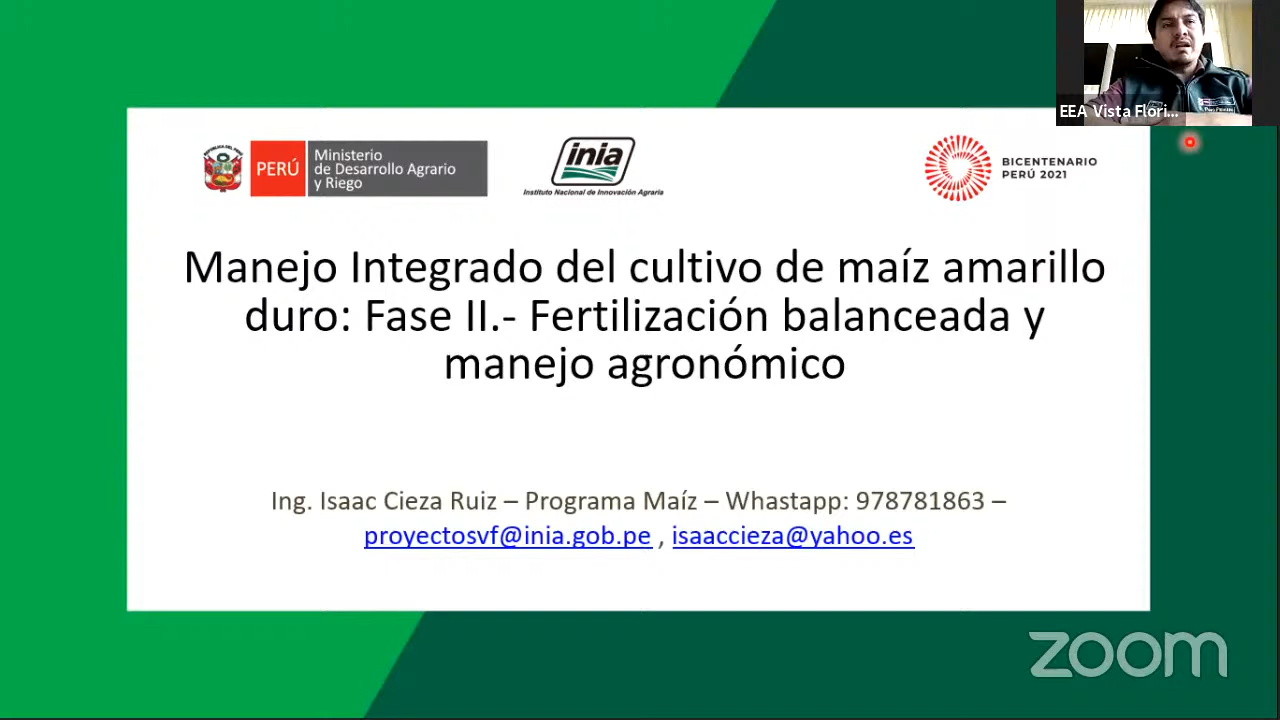 EEA Vista Flori...
PERÚ
Ministerio
de Desarrollo Agrario
y Riego
inia
Instituto Nacional de Innovación Agraria
BICENTENARIO
PERÚ 2021
Manejo Integrado del cultivo de maíz amarillo
duro: Fase II.- Fertilización balanceada y
manejo agronómico
Ing. Isaac Cieza Ruiz – Programa Maíz – Whastapp: 978781863 –
proyectosvf@inia.gob.pe , isaaccieza@yahoo.es
zoom